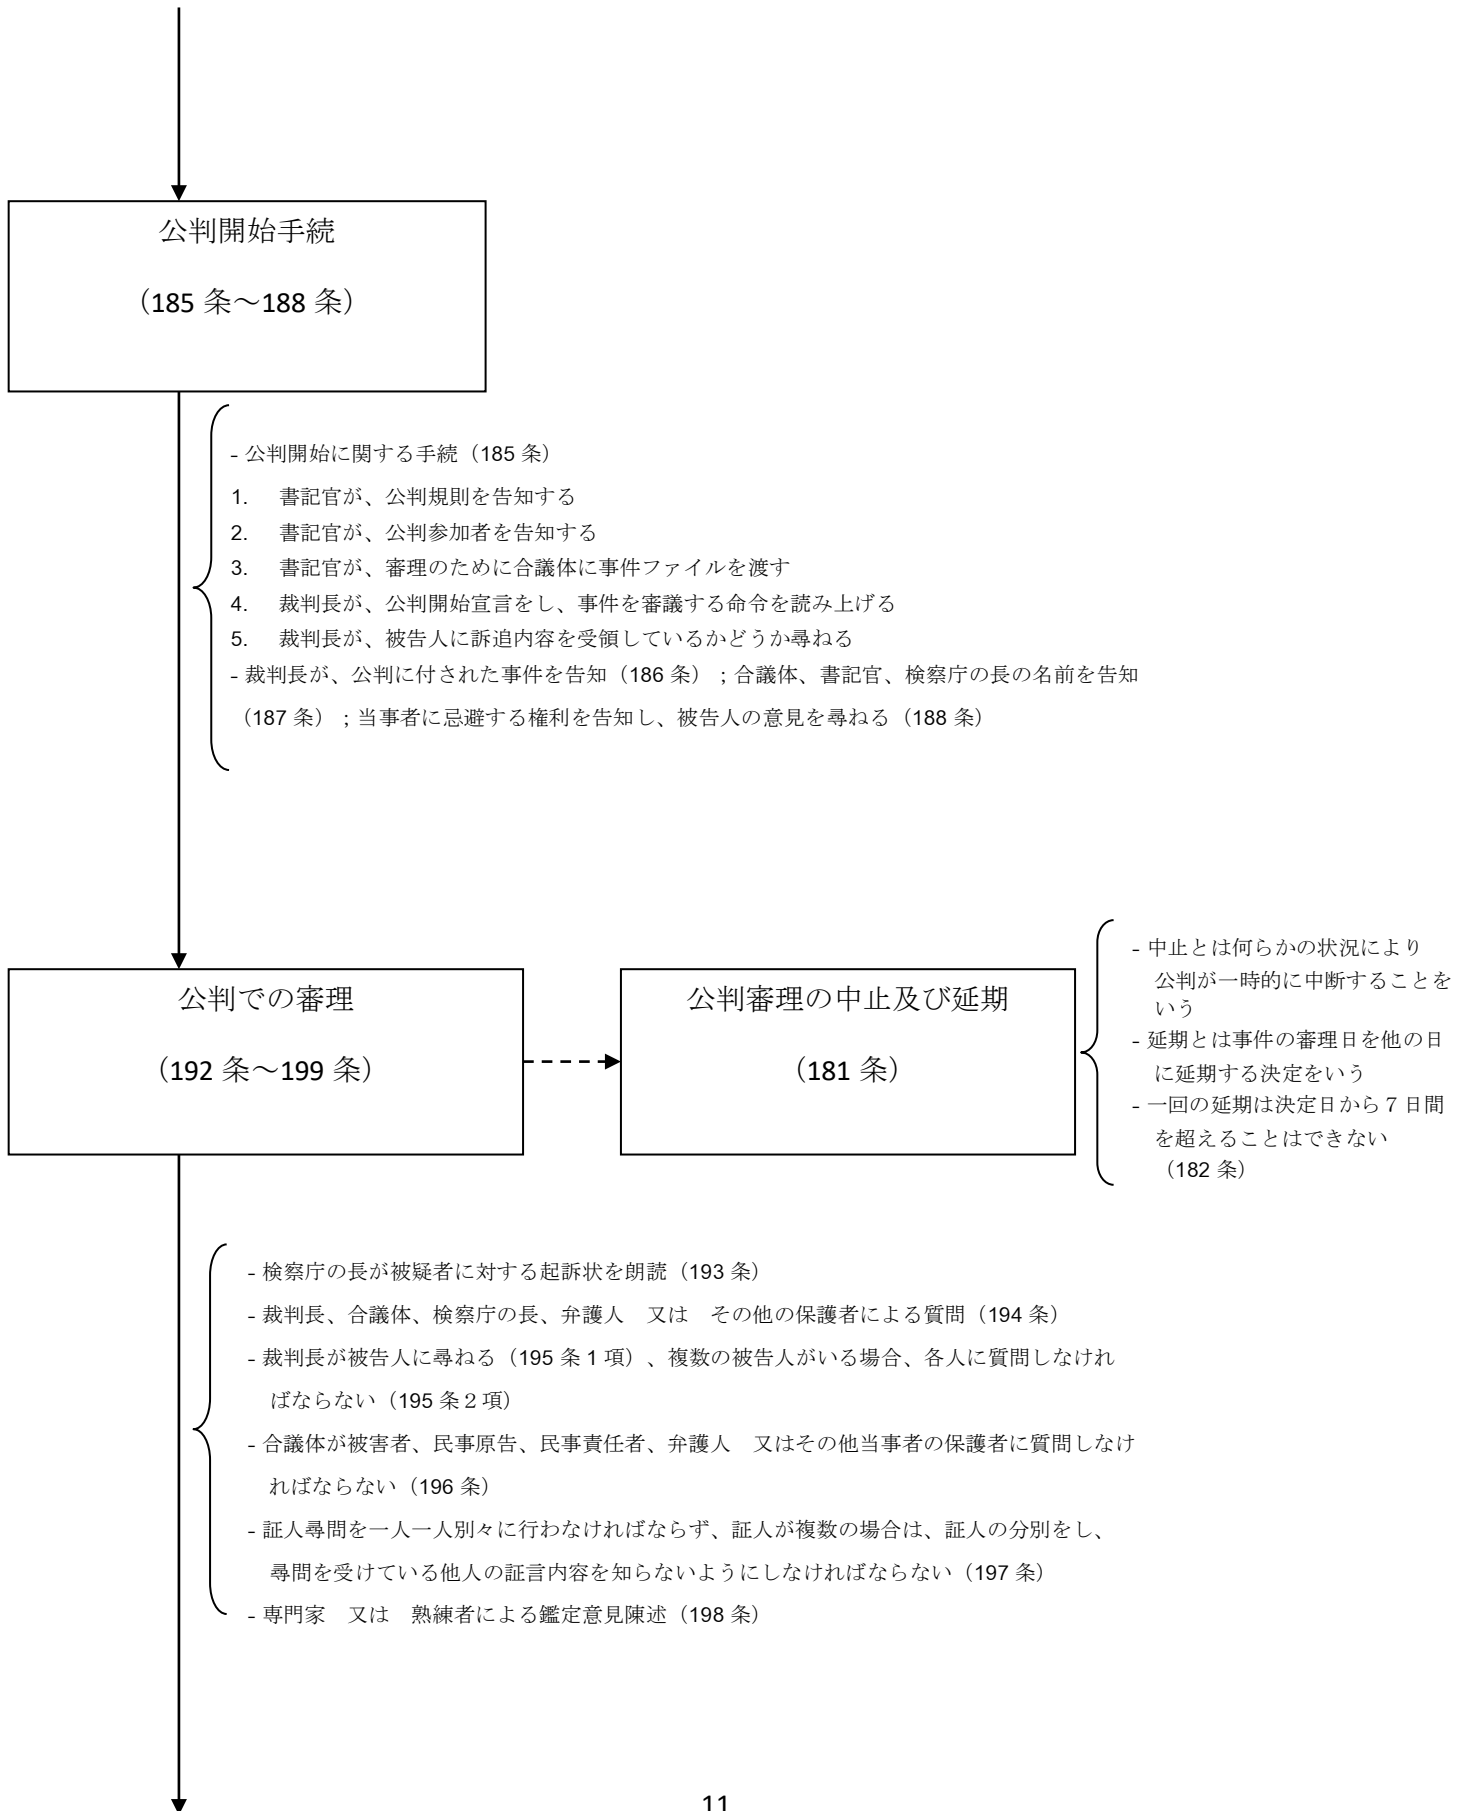 公判開始手続
（185 条～188 条）
- 公判開始に関する手続（185 条）
1. 書記官が、公判規則を告知する
2. 書記官が、公判参加者を告知する
3. 書記官が、審理のために合議体に事件ファイルを渡す
4. 裁判長が、公判開始宣言をし、事件を審議する命令を読み上げる
5. 裁判長が、被告人に訴追内容を受領しているかどうか尋ねる
- 裁判長が、公判に付された事件を告知（186 条）；合議体、書記官、検察庁の長の名前を告知
（187 条）；当事者に忌避する権利を告知し、被告人の意見を尋ねる（188 条）
公判での審理
（192 条～199 条）
公判審理の中止及び延期
（181 条）
- 中止とは何らかの状況により
公判が一時的に中断することを
いう
- 延期とは事件の審理日を他の日
に延期する決定をいう
- 一回の延期は決定日から７日間
を超えることはできない
（182 条）
- 検察庁の長が被疑者に対する起訴状を朗読（193 条）
- 裁判長、合議体、検察庁の長、弁護人　又は　その他の保護者による質問（194 条）
- 裁判長が被告人に尋ねる（195 条 1 項）、複数の被告人がいる場合、各人に質問しなけれ
ばならない（195 条２項）
- 合議体が被害者、民事原告、民事責任者、弁護人　又はその他当事者の保護者に質問しなけ
ればならない（196 条）
- 証人尋問を一人一人別々に行わなければならず、証人が複数の場合は、証人の分別をし、
尋問を受けている他人の証言内容を知らないようにしなければならない（197 条）
- 専門家　又は　熟練者による鑑定意見陳述（198 条）
11